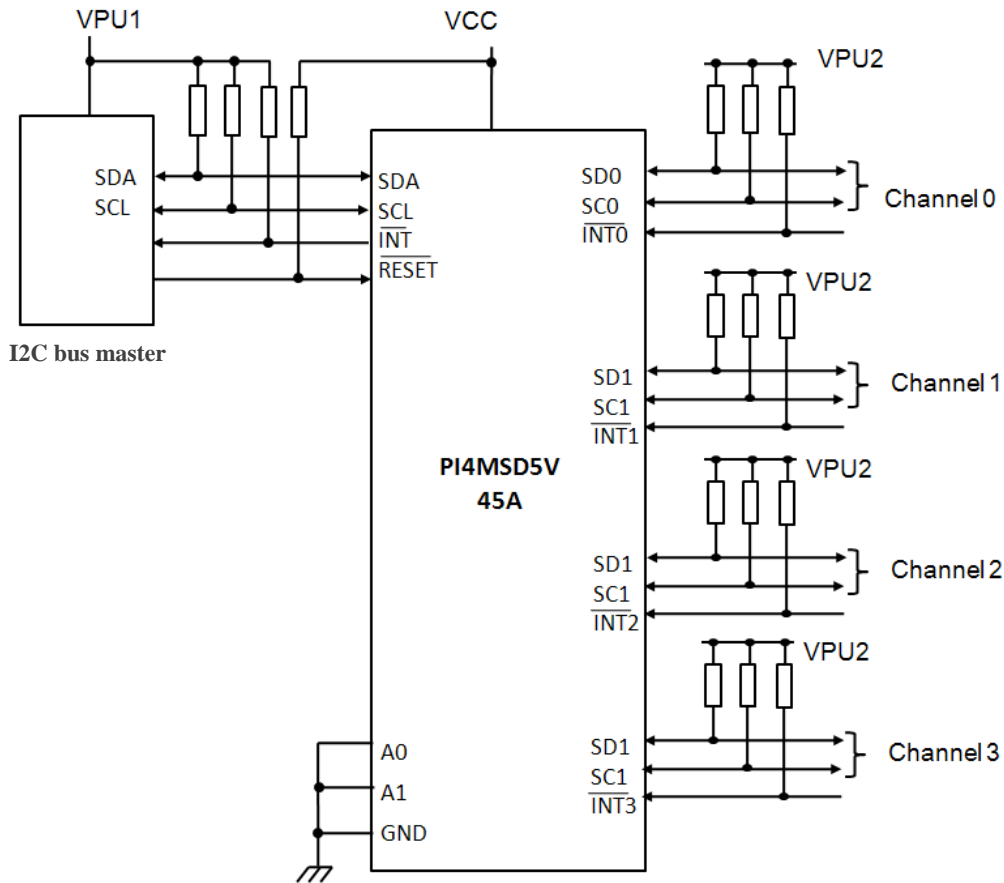 VPU1
VCC
SDA
SCL
I2C bus master
SDA
SCL
INT
RESET
PI4MSD5V
45A
A0
A1
GND
VPU2
SD0
SC0
INT0
Channel 0
VPU2
SD1
SC1
INT1
Channel 1
VPU2
SD1
SC1
INT2
Channel 2
VPU2
SD1
SC1
INT3
Channel 3